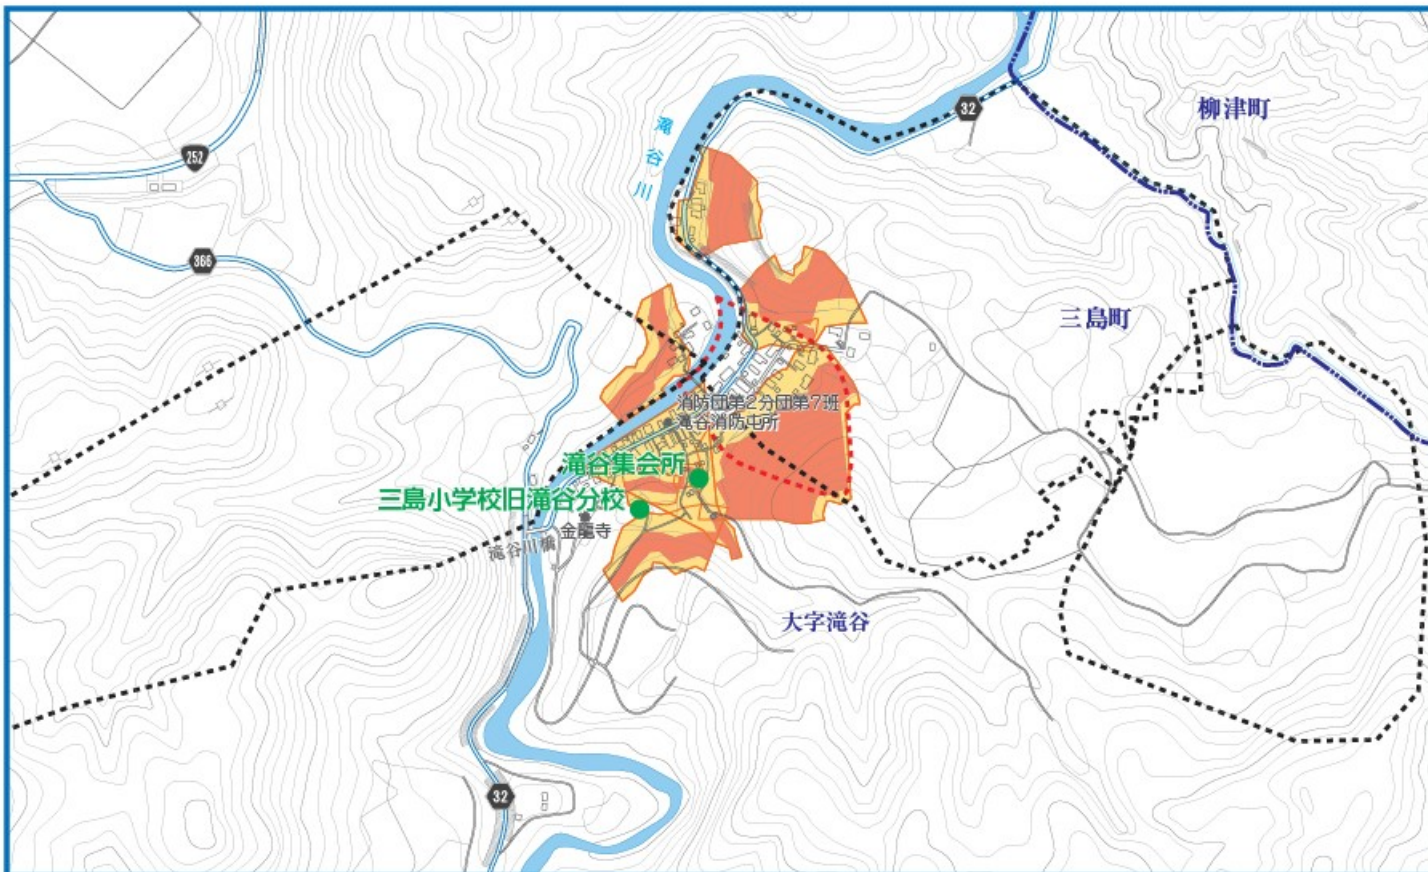 柳津町
32
滝谷川
252
366
三島町
消防団第2分団第7班
滝谷消防屯所
滝谷集会所
三島小学校旧滝谷分校
金龍寺
滝谷川橋
大字滝谷
32